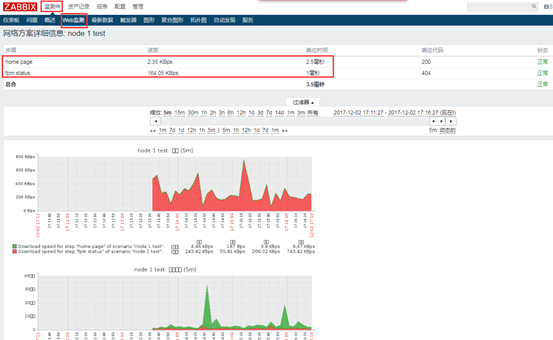 ZABBIX 监测中 资产记录 报表 配置 管理
仪表板 问题 概述 Web监测 最新数据 触发器 图形 聚合图形 拓扑图 自动发现 服务
网络方案详细信息: node 1 test
步骤 速度 响应时间 响应代码 状态
home page 2.35 KBps 2.5毫秒 200 正常
fpm status 164.05 KBps 1毫秒 404 正常
总合 3.5毫秒 正常
过滤器 ▲
缩放: 5m 15m 30m 1h 2h 3h 6h 12h 1d 3d 7d 14d 1m 3m 所有 2017-12-02 17:11:27 - 2017-12-02 17:16:27 (现在!)
«« 1m 7d 1d 12h 1h 5m | 5m 1h 12h 1d 7d 1m »» 5m 动态的
node 1 test: □□ (5m)
800 KBps
600 KBps
400 KBps
200 KBps
0 Bps
Download speed for step "home page" of scenario "node 1 test". 4.45 KBps 197 Bps 3.9 KBps 9.47 KBps
Download speed for step "fpm status" of scenario "node 1 test". 243.42 KBps 55.81 KBps 266.02 KBps 743.42 KBps
node 1 test: □□□□ (5m)
40□□
30□□
20□□
10□□
0